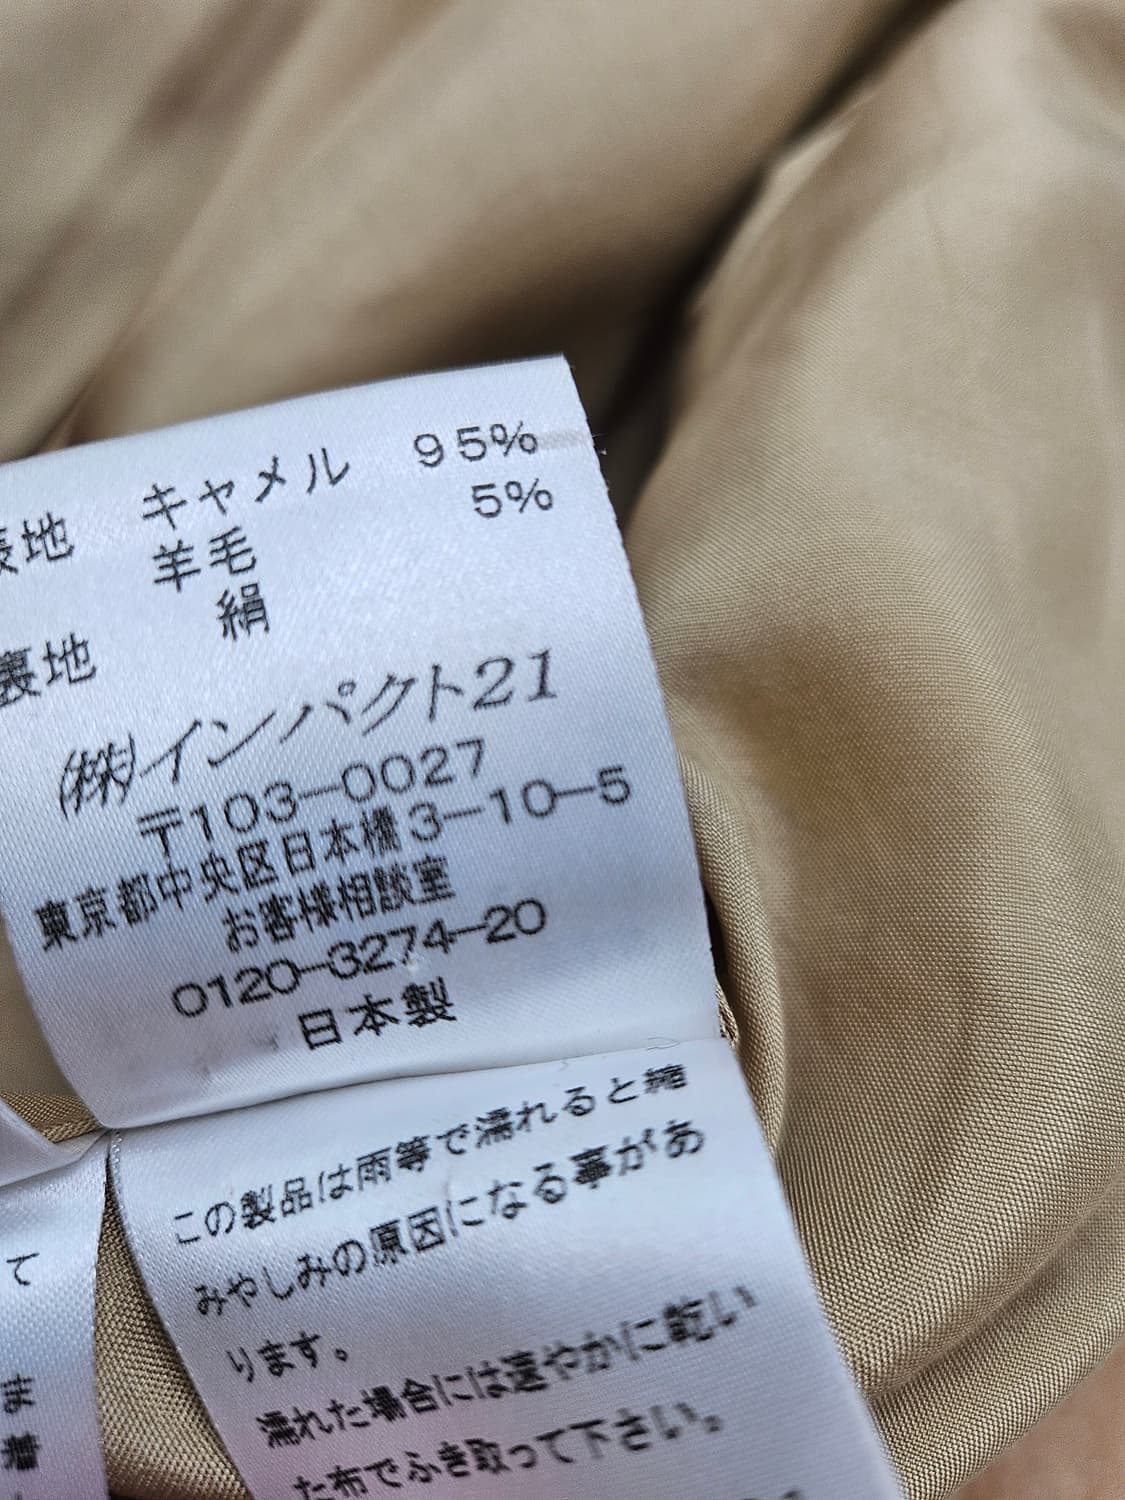 表地 キャメル 95%
羊毛 5%
裏地 絹
㈱インパクト21
〒103-0027
東京都中央区日本橋3-10-5
お客様相談室
0120-3274-20
日本製
この製品は雨等で濡れると縮
みやしみの原因になる事があ
ります。
濡れた場合には速やかに乾い
た布でふき取って下さい。
て
ま
着